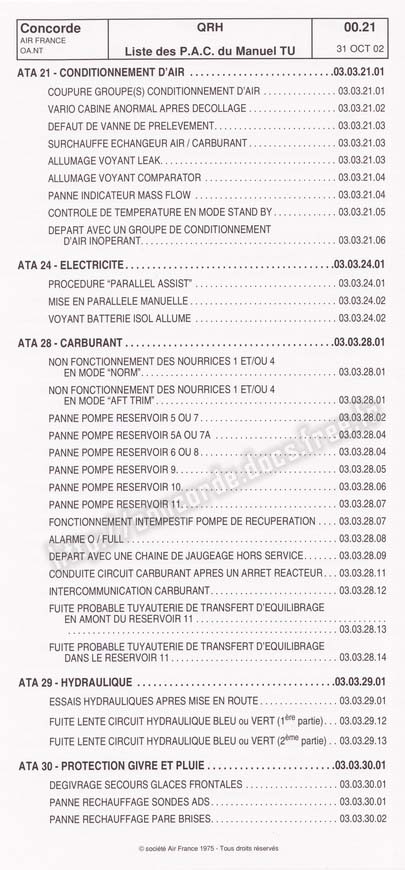 Concorde QRH 00.21
AIR FRANCE
OA.NT Liste des P.A.C. du Manuel TU 31 OCT 02
ATA 21 - CONDITIONNEMENT D'AIR ............................03.03.21.01
COUPURE GROUPE(S) CONDITIONNEMENT D'AIR .......... 03.03.21.01
VARIO CABINE ANORMAL APRES DECOLLAGE ............. 03.03.21.02
DEFAUT DE VANNE DE PRELEVEMENT.................... 03.03.21.03
SURCHAUFFE ECHANGEUR AIR / CARBURANT ............. 03.03.21.03
ALLUMAGE VOYANT LEAK.............................. 03.03.21.03
ALLUMAGE VOYANT COMPARATOR ....................... 03.03.21.04
PANNE INDICATEUR MASS FLOW ....................... 03.03.21.04
CONTROLE DE TEMPERATURE EN MODE STAND BY ......... 03.03.21.05
DEPART AVEC UN GROUPE DE CONDITIONNEMENT
D'AIR INOPERANT................................... 03.03.21.06
ATA 24 - ELECTRICITE.......................................03.03.24.01
PROCEDURE "PARALLEL ASSIST" ...................... 03.03.24.01
MISE EN PARALLELE MANUELLE ....................... 03.03.24.02
VOYANT BATTERIE ISOL ALLUME ...................... 03.03.24.02
ATA 28 - CARBURANT ........................................03.03.28.01
NON FONCTIONNEMENT DES NOURRICES 1 ET/OU 4
EN MODE "NORM".................................... 03.03.28.01
NON FONCTIONNEMENT DES NOURRICES 1 ET/OU 4
EN MODE "AFT TRIM" ............................... 03.03.28.01
PANNE POMPE RESERVOIR 5 OU 7...................... 03.03.28.02
PANNE POMPE RESERVOIR 5A OU 7A ................... 03.03.28.04
PANNE POMPE RESERVOIR 6 OU 8...................... 03.03.28.04
PANNE POMPE RESERVOIR 9........................... 03.03.28.05
PANNE POMPE RESERVOIR 10.......................... 03.03.28.06
PANNE POMPE RESERVOIR 11.......................... 03.03.28.07
FONCTIONNEMENT INTEMPESTIF POMPE DE RECUPERATION .... 03.03.28.07
ALARME O / FULL .................................. 03.03.28.08
DEPART AVEC UNE CHAINE DE JAUGEAGE HORS SERVICE..... 03.03.28.09
CONDUITE CIRCUIT CARBURANT APRES UN ARRET REACTEUR... 03.03.28.11
INTERCOMMUNICATION CARBURANT...................... 03.03.28.12
FUITE PROBABLE TUYAUTERIE DE TRANSFERT D'EQUILIBRAGE
EN AMONT DU RESERVOIR 11 ...........................
.................................................. 03.03.28.13
FUITE PROBABLE TUYAUTERIE DE TRANSFERT D'EQUILIBRAGE
DANS LE RESERVOIR 11 ............................. 03.03.28.14
ATA 29 - HYDRAULIQUE ......................................03.03.29.01
ESSAIS HYDRAULIQUES APRES MISE EN ROUTE .......... 03.03.29.01
FUITE LENTE CIRCUIT HYDRAULIQUE BLEU ou VERT (1ère partie)... 03.03.29.12
FUITE LENTE CIRCUIT HYDRAULIQUE BLEU ou VERT (2ème partie) .. 03.03.29.13
ATA 30 - PROTECTION GIVRE ET PLUIE ........................03.03.30.01
DEGIVRAGE SECOURS GLACES FRONTALES ............... 03.03.30.01
PANNE RECHAUFFAGE SONDES ADS...................... 03.03.30.01
PANNE RECHAUFFAGE PARE BRISES..................... 03.03.30.02
© société Air France 1975 - Tous droits réservés
http://concorde.docs.free.fr